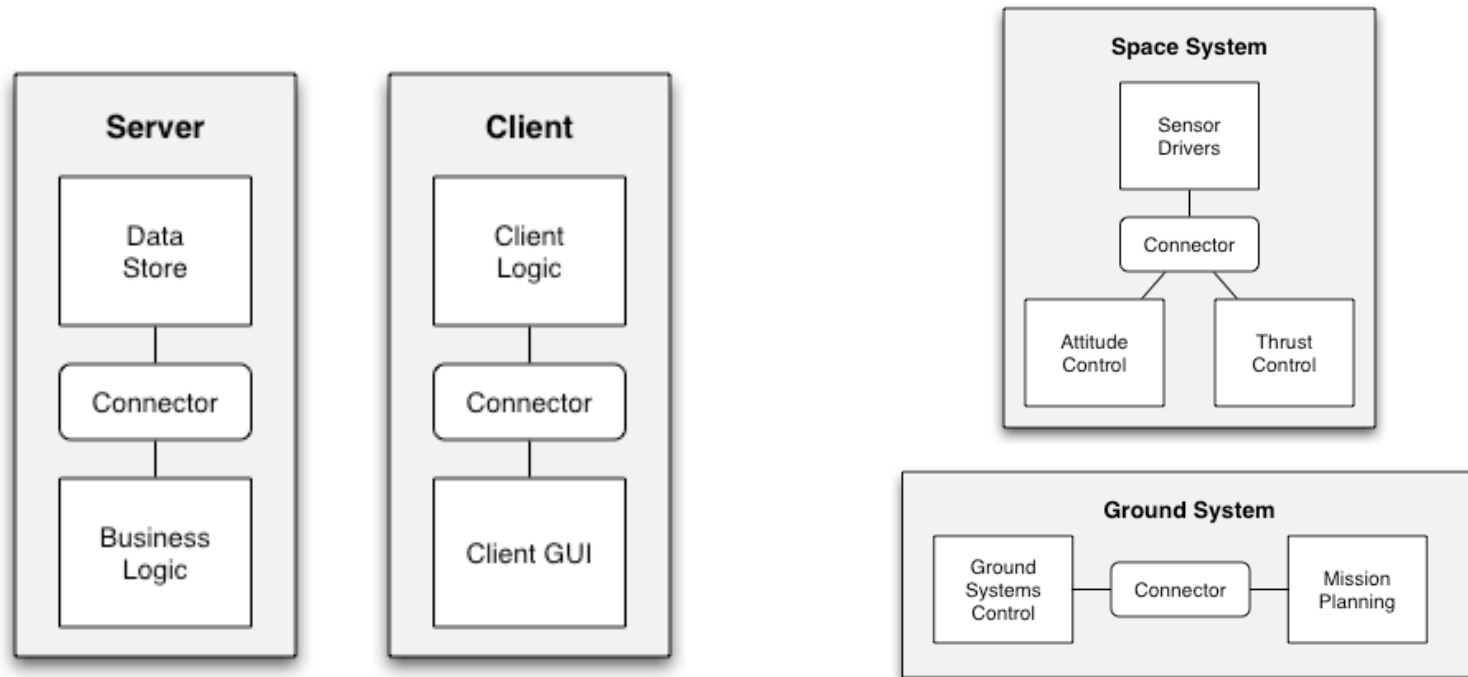 Server
Data
Store
Connector
Business
Logic
Client
Client
Logic
Connector
Client GUI
Space System
Sensor
Drivers
Connector
Attitude
Control
Thrust
Control
Ground System
Ground
Systems
Control
Connector
Mission
Planning